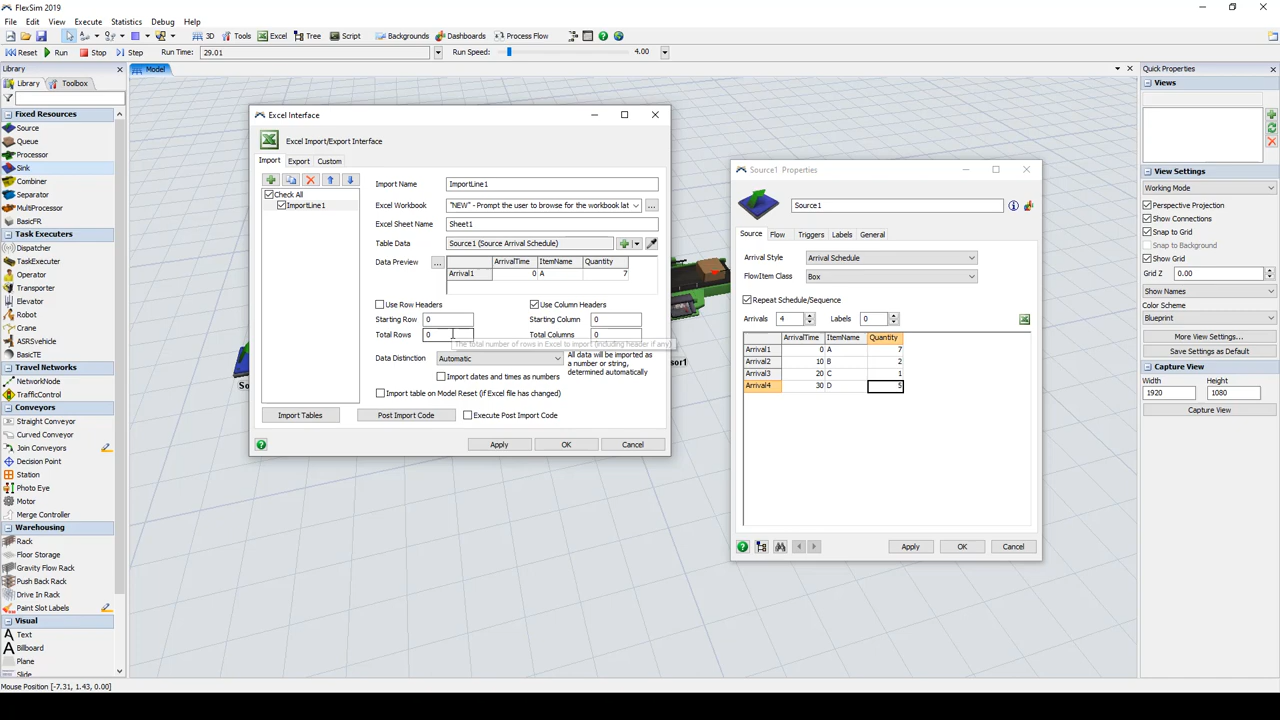 FlexSim 2019
File Edit View Execute Statistics Debug Help
3D Tools Excel Tree Script Backgrounds Dashboards Process Flow
Reset Run Stop Step Run Time: 29.01 Run Speed: 4.00
Library
Library Toolbox
Fixed Resources
Source
Queue
Processor
Sink
Combiner
Separator
MultiProcessor
BasicFR
Task Executers
Dispatcher
TaskExecuter
Operator
Transporter
Elevator
Robot
Crane
ASRSvehicle
BasicTE
Travel Networks
NetworkNode
TrafficControl
Conveyors
Straight Conveyor
Curved Conveyor
Join Conveyors
Decision Point
Station
Photo Eye
Motor
Merge Controller
Warehousing
Rack
Floor Storage
Gravity Flow Rack
Push Back Rack
Drive In Rack
Paint Slot Labels
Visual
Text
Billboard
Plane
Slide
Mouse Position [-7.31, 1.43, 0.00]
Model
Excel Interface
Excel Import/Export Interface
Import Export Custom
Check All
ImportLine1
Import Name ImportLine1
Excel Workbook "NEW" - Prompt the user to browse for the workbook lat
Excel Sheet Name Sheet1
Table Data Source1 (Source Arrival Schedule)
Data Preview ... ArrivalTime ItemName Quantity
Arrival1 0 A 7
Use Row Headers Use Column Headers
Starting Row 0 Starting Column 0
Total Rows 0 Total Columns 0
The total number of rows in Excel to import (including header if any)
Data Distinction Automatic
All data will be imported as
a number or string,
determined automatically
Import dates and times as numbers
Import table on Model Reset (if Excel file has changed)
Import Tables Post Import Code Execute Post Import Code
Apply OK Cancel
Source1 Properties
Source1
Source Flow Triggers Labels General
Arrival Style Arrival Schedule
FlowItem Class Box
Repeat Schedule/Sequence
Arrivals 4 Labels 0
ArrivalTime ItemName Quantity
Arrival1 0 A 7
Arrival2 10 B 2
Arrival3 20 C 1
Arrival4 30 D 5
Apply OK Cancel
Quick Properties
Views
View Settings
Working Mode
Perspective Projection
Show Connections
Snap to Grid
Snap to Background
Show Grid
Grid Z 0.00
Show Names
Color Scheme
Blueprint
More View Settings...
Save Settings as Default
Capture View
Width Height
1920 1080
Capture View